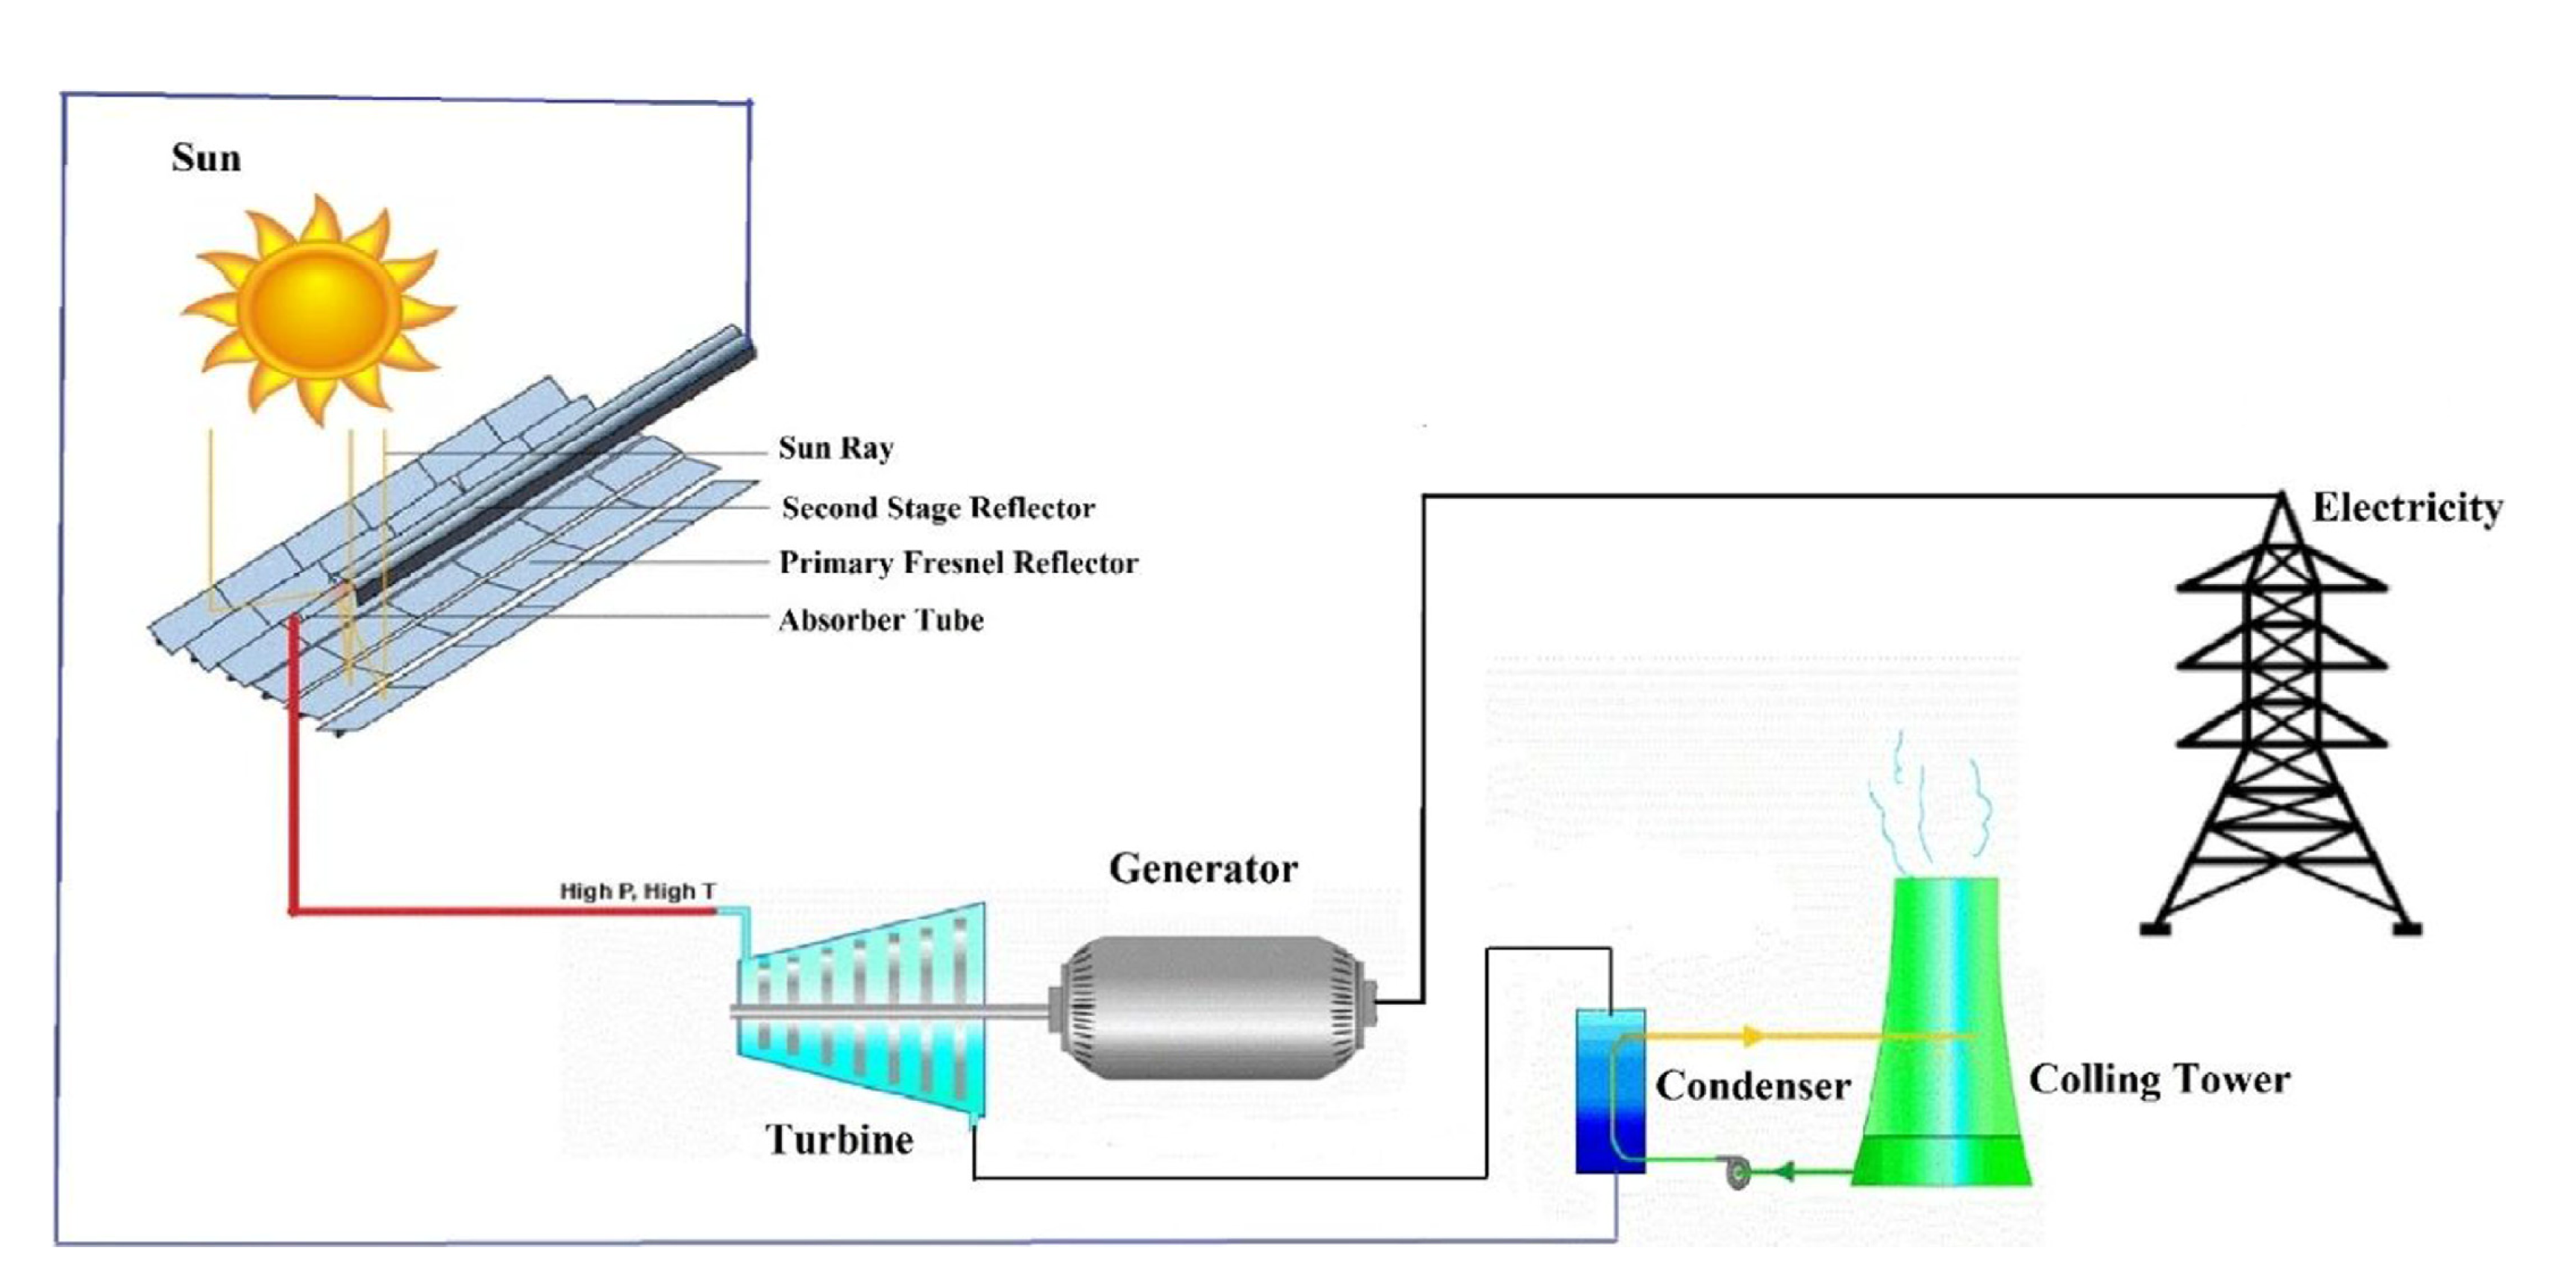 Sun
Sun Ray
Second Stage Reflector
Primary Fresnel Reflector
Absorber Tube
Electricity
High P, High T
Generator
Turbine
Condenser
Colling Tower